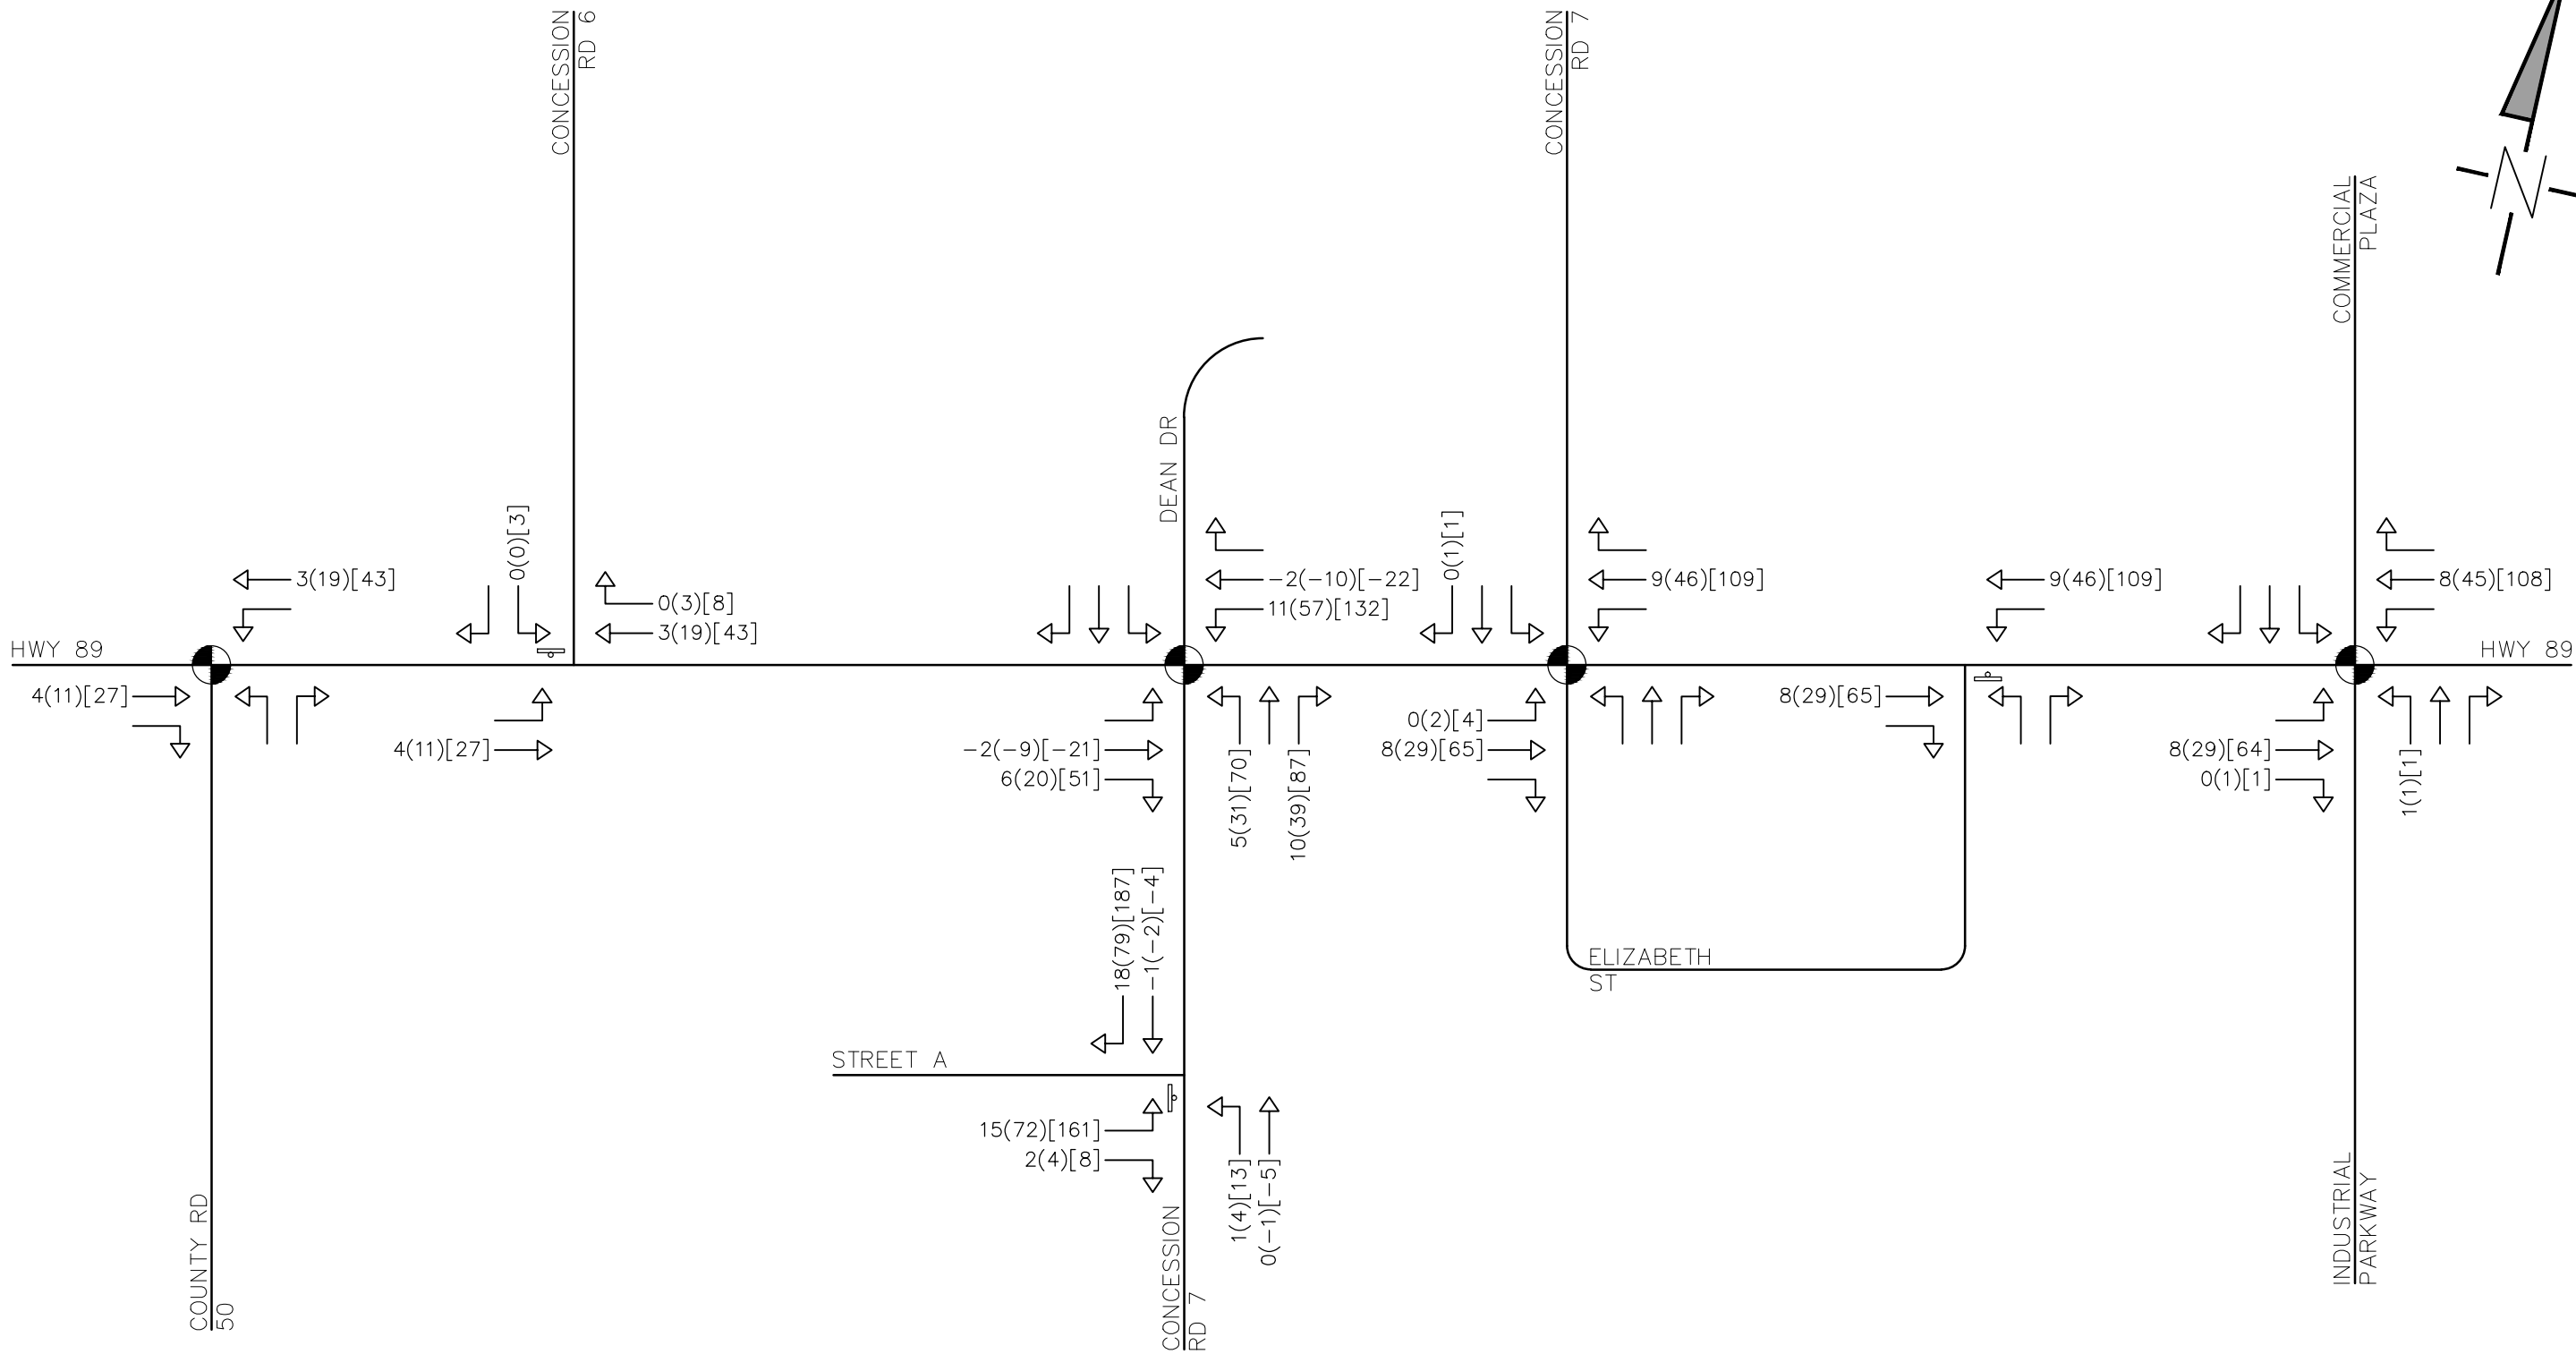 CONCESSION
RD 6
CONCESSION
RD 7
COMMERCIAL
PLAZA
N
DEAN DR
0(0)[3]
0(1)[1]
3(19)[43]
0(3)[8]
3(19)[43]
-2(-10)[-22]
11(57)[132]
9(46)[109]
9(46)[109]
8(45)[108]
HWY 89
HWY 89
4(11)[27]
4(11)[27]
-2(-9)[-21]
6(20)[51]
5(31)[70]
10(39)[87]
0(2)[4]
8(29)[65]
8(29)[65]
8(29)[64]
0(1)[1]
1(1)[1]
18(79)[187]
-1(-2)[-4]
ELIZABETH
ST
STREET A
15(72)[161]
2(4)[8]
1(4)[13]
0(-1)[-5]
COUNTY RD
50
CONCESSION
RD 7
INDUSTRIAL
PARKWAY